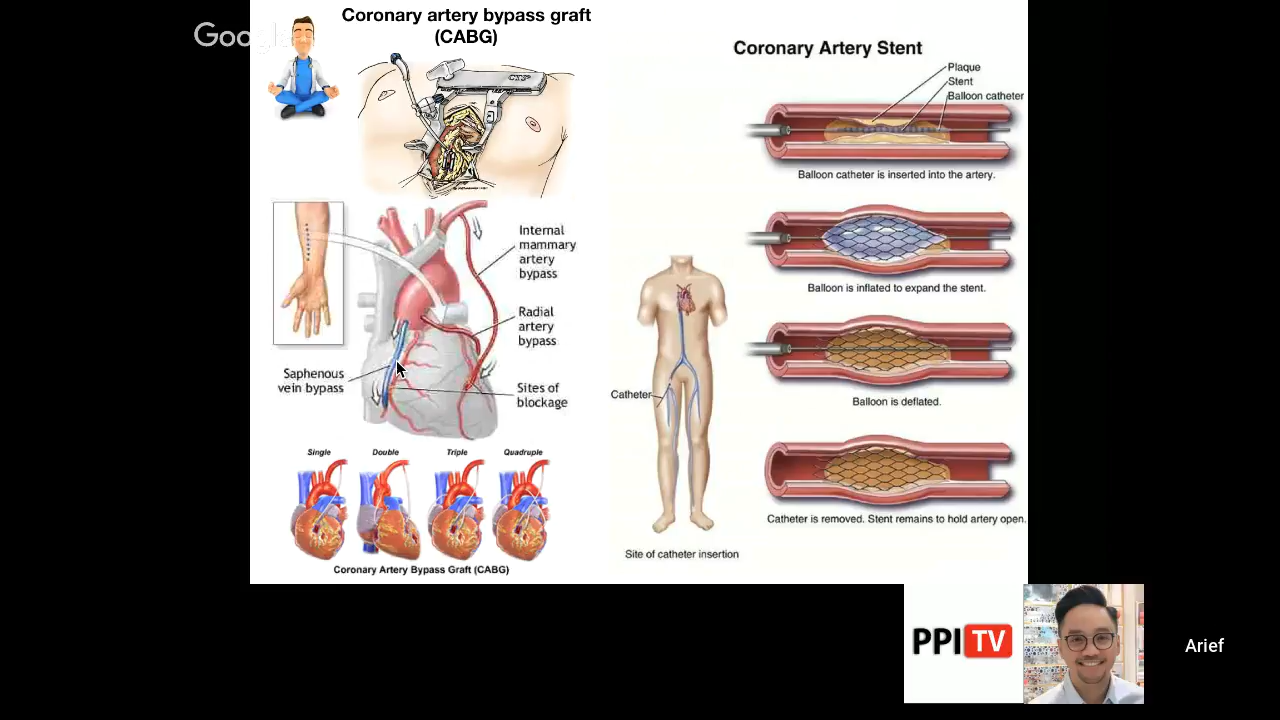 Google
Coronary artery bypass graft
(CABG)
Internal
mammary
artery
bypass
Radial
artery
bypass
Saphenous
vein bypass
Sites of
blockage
Single
Double
Triple
Quadruple
Coronary Artery Bypass Graft (CABG)
Coronary Artery Stent
Plaque
Stent
Balloon catheter
Balloon catheter is inserted into the artery.
Balloon is inflated to expand the stent.
Balloon is deflated.
Catheter is removed. Stent remains to hold artery open.
Catheter
Site of catheter insertion
PPI TV
Arief